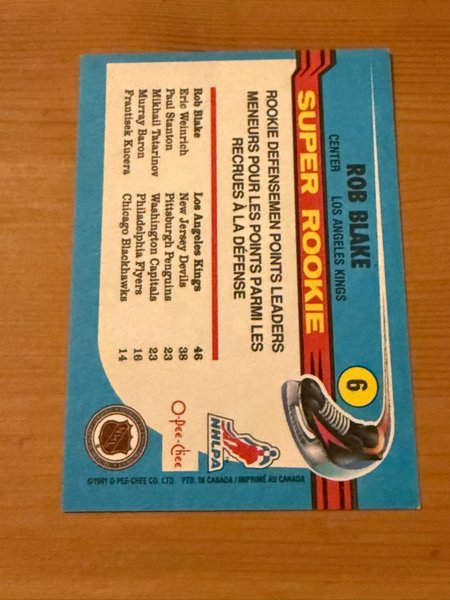 ROB BLAKE
CENTER LOS ANGELES KINGS
6
SUPER ROOKIE
ROOKIE DEFENSEMEN POINTS LEADERS
MENEURS POUR LES POINTS PARMI LES
RECRUES À LA DÉFENSE
Rob Blake Los Angeles Kings 46
Eric Weinrich New Jersey Devils 38
Paul Stanton Pittsburgh Penguins 23
Mikhail Tatarinov Washington Capitals 23
Murray Baron Philadelphia Flyers 16
Frantisek Kucera Chicago Blackhawks 14
NHLPA
O-Pee-Chee
NHL
©1991 O-PEE-CHEE CO. LTD. PTD. IN CANADA / IMPRIMÉ AU CANADA